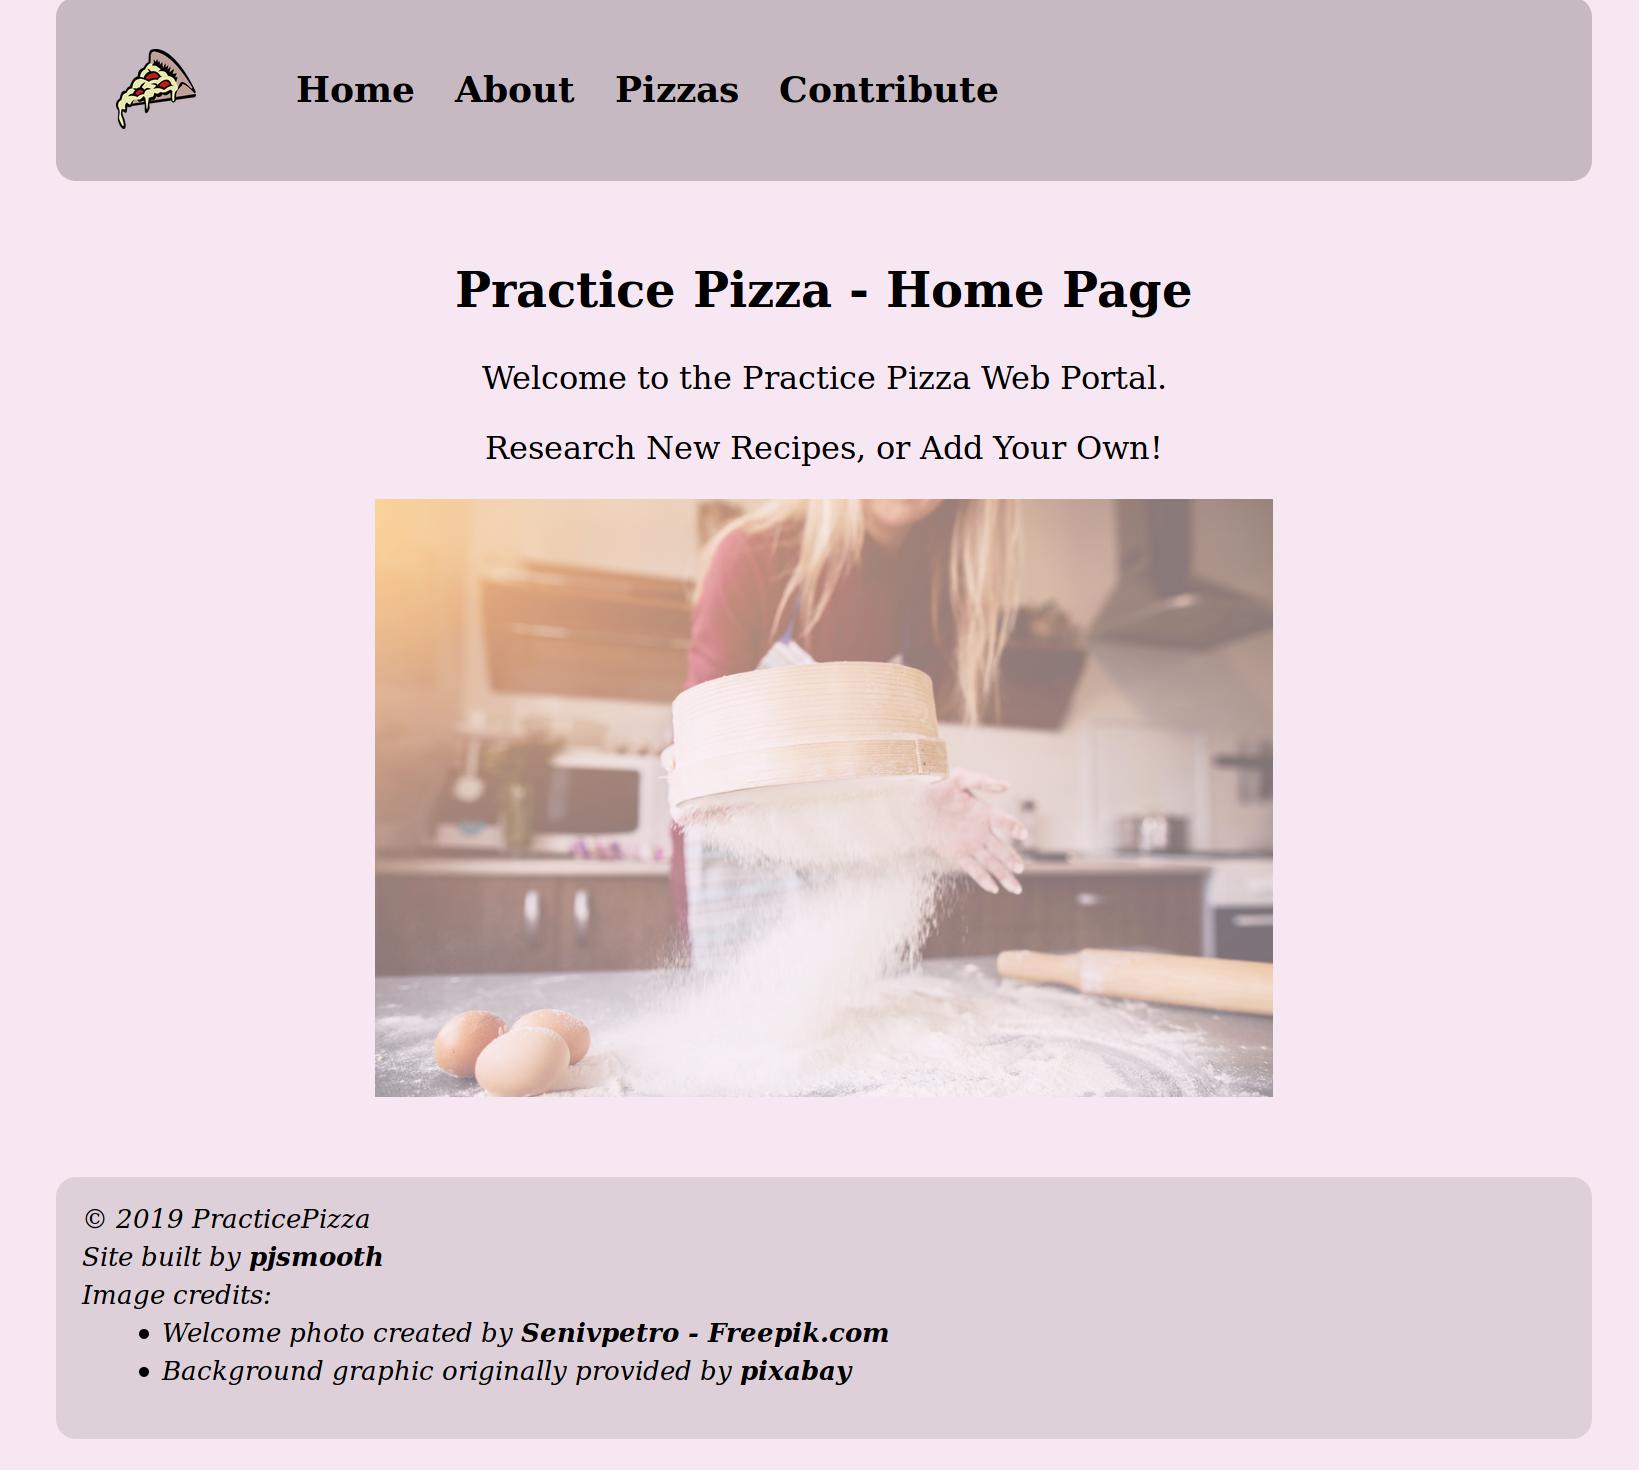 Home About Pizzas Contribute
Practice Pizza - Home Page
Welcome to the Practice Pizza Web Portal.
Research New Recipes, or Add Your Own!
© 2019 PracticePizza
Site built by pjsmooth
Image credits:
• Welcome photo created by Senivpetro - Freepik.com
• Background graphic originally provided by pixabay